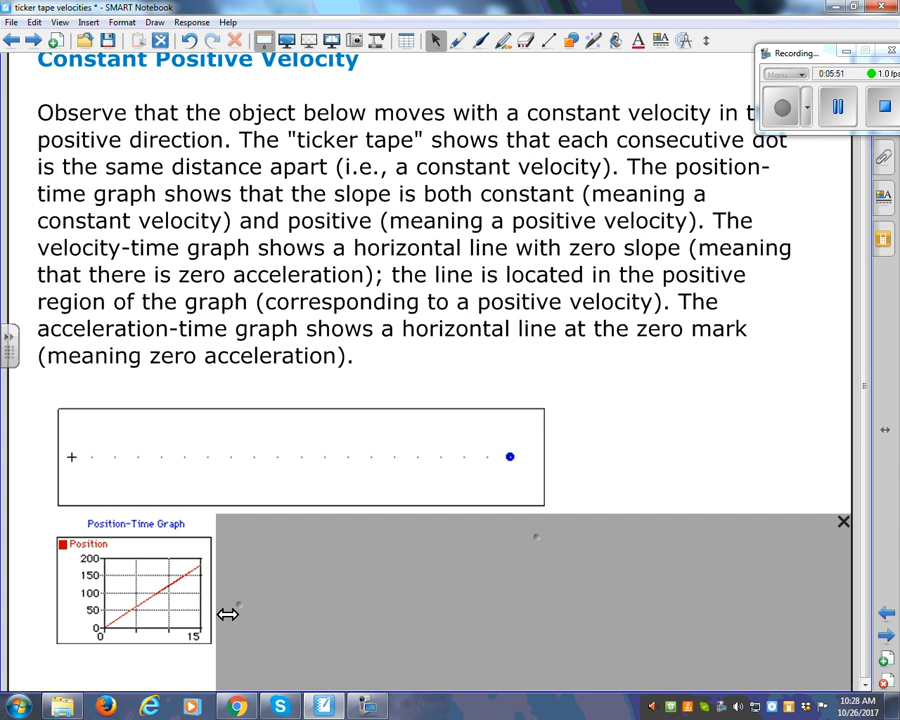 ticker tape velocities * - SMART Notebook
File Edit View Insert Format Draw Response Help
Recording...
Menu 0:05:51 1.0 fps
Constant Positive Velocity
Observe that the object below moves with a constant velocity in t
positive direction. The "ticker tape" shows that each consecutive dot
is the same distance apart (i.e., a constant velocity). The position-
time graph shows that the slope is both constant (meaning a
constant velocity) and positive (meaning a positive velocity). The
velocity-time graph shows a horizontal line with zero slope (meaning
that there is zero acceleration); the line is located in the positive
region of the graph (corresponding to a positive velocity). The
acceleration-time graph shows a horizontal line at the zero mark
(meaning zero acceleration).
Position-Time Graph
Position
200
150
100
50
0
0 15
10:28 AM
10/26/2017